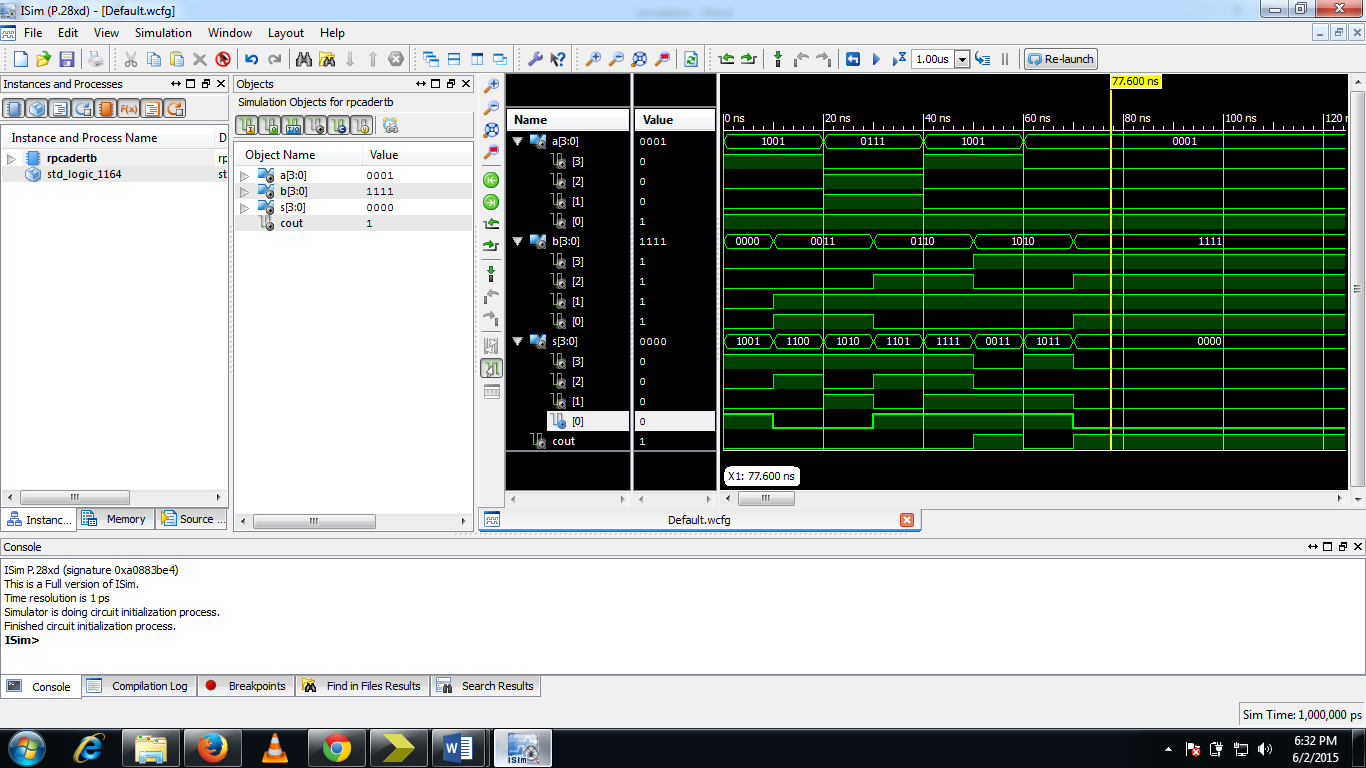 ISim (P.28xd) - [Default.wcfg]
File Edit View Simulation Window Layout Help
1.00us Re-launch
Instances and Processes
Instance and Process Name D
rpcadertb rp
std_logic_1164 st
Instanc... Memory Source ...
Objects
Simulation Objects for rpcadertb
Object Name Value
a[3:0] 0001
b[3:0] 1111
s[3:0] 0000
cout 1
Name Value
a[3:0] 0001
[3] 0
[2] 0
[1] 0
[0] 1
b[3:0] 1111
[3] 1
[2] 1
[1] 1
[0] 1
s[3:0] 0000
[3] 0
[2] 0
[1] 0
[0] 0
cout 1
77.600 ns
0 ns 20 ns 40 ns 60 ns 80 ns 100 ns 120 n
1001 0111 1001 0001
0000 0011 0110 1010 1111
1001 1100 1010 1101 1111 0011 1011 0000
X1: 77.600 ns
Default.wcfg
Console
ISim P.28xd (signature 0xa0883be4)
This is a Full version of ISim.
Time resolution is 1 ps
Simulator is doing circuit initialization process.
Finished circuit initialization process.
ISim>
Console Compilation Log Breakpoints Find in Files Results Search Results
Sim Time: 1,000,000 ps
6:32 PM
6/2/2015